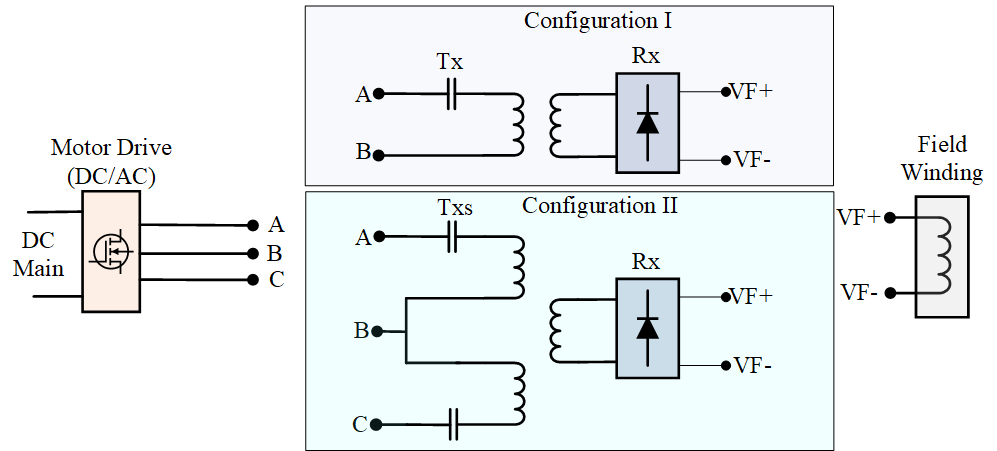 Configuration I
Tx
Rx
A
B
VF+
VF-
Motor Drive
(DC/AC)
DC
Main
A
B
C
Txs
Configuration II
A
B
C
Rx
VF+
VF-
Field
Winding
VF+
VF-